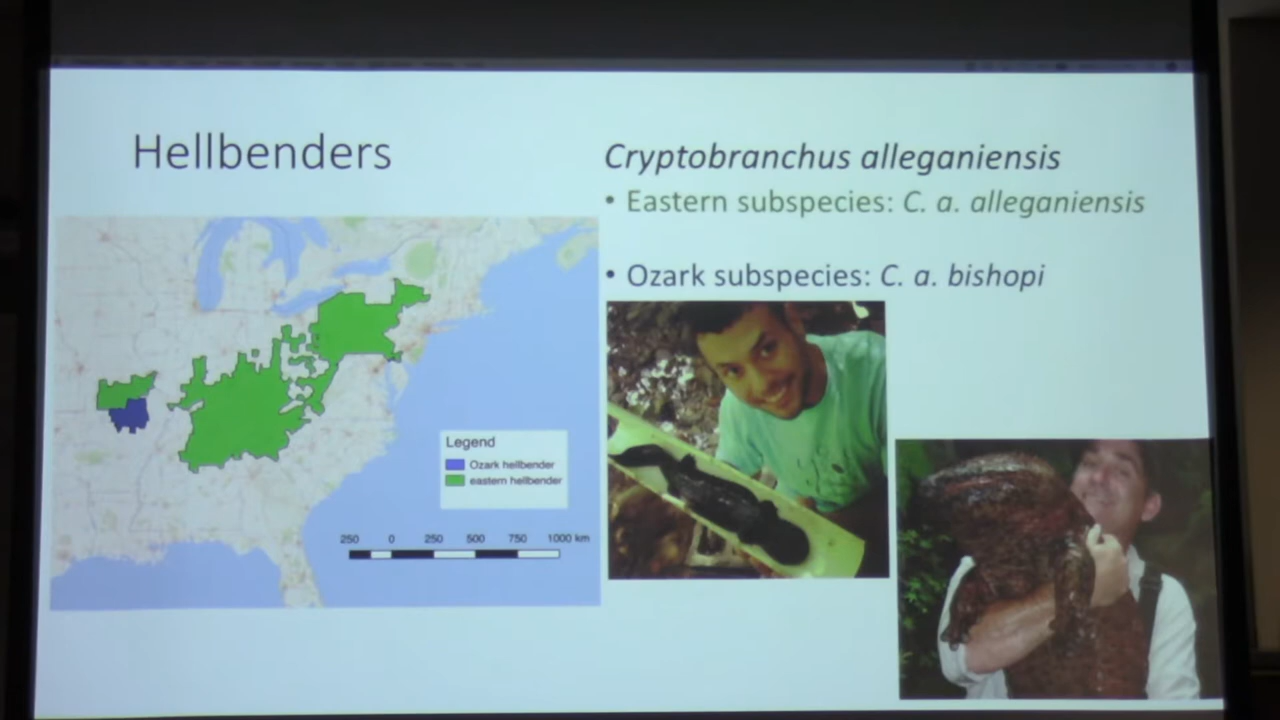 Hellbenders
Cryptobranchus alleganiensis
• Eastern subspecies: C. a. alleganiensis
• Ozark subspecies: C. a. bishopi
Legend
Ozark hellbender
eastern hellbender
250 0 250 500 750 1000 km